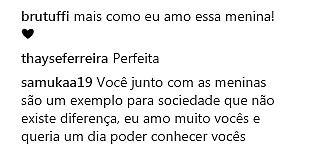 brutuffi mais como eu amo essa menina!
🖤
thayseferreira Perfeita
samukaa19 Você junto com as meninas
são um exemplo para sociedade que não
existe diferença, eu amo muito vocês e
queria um dia poder conhecer vocês